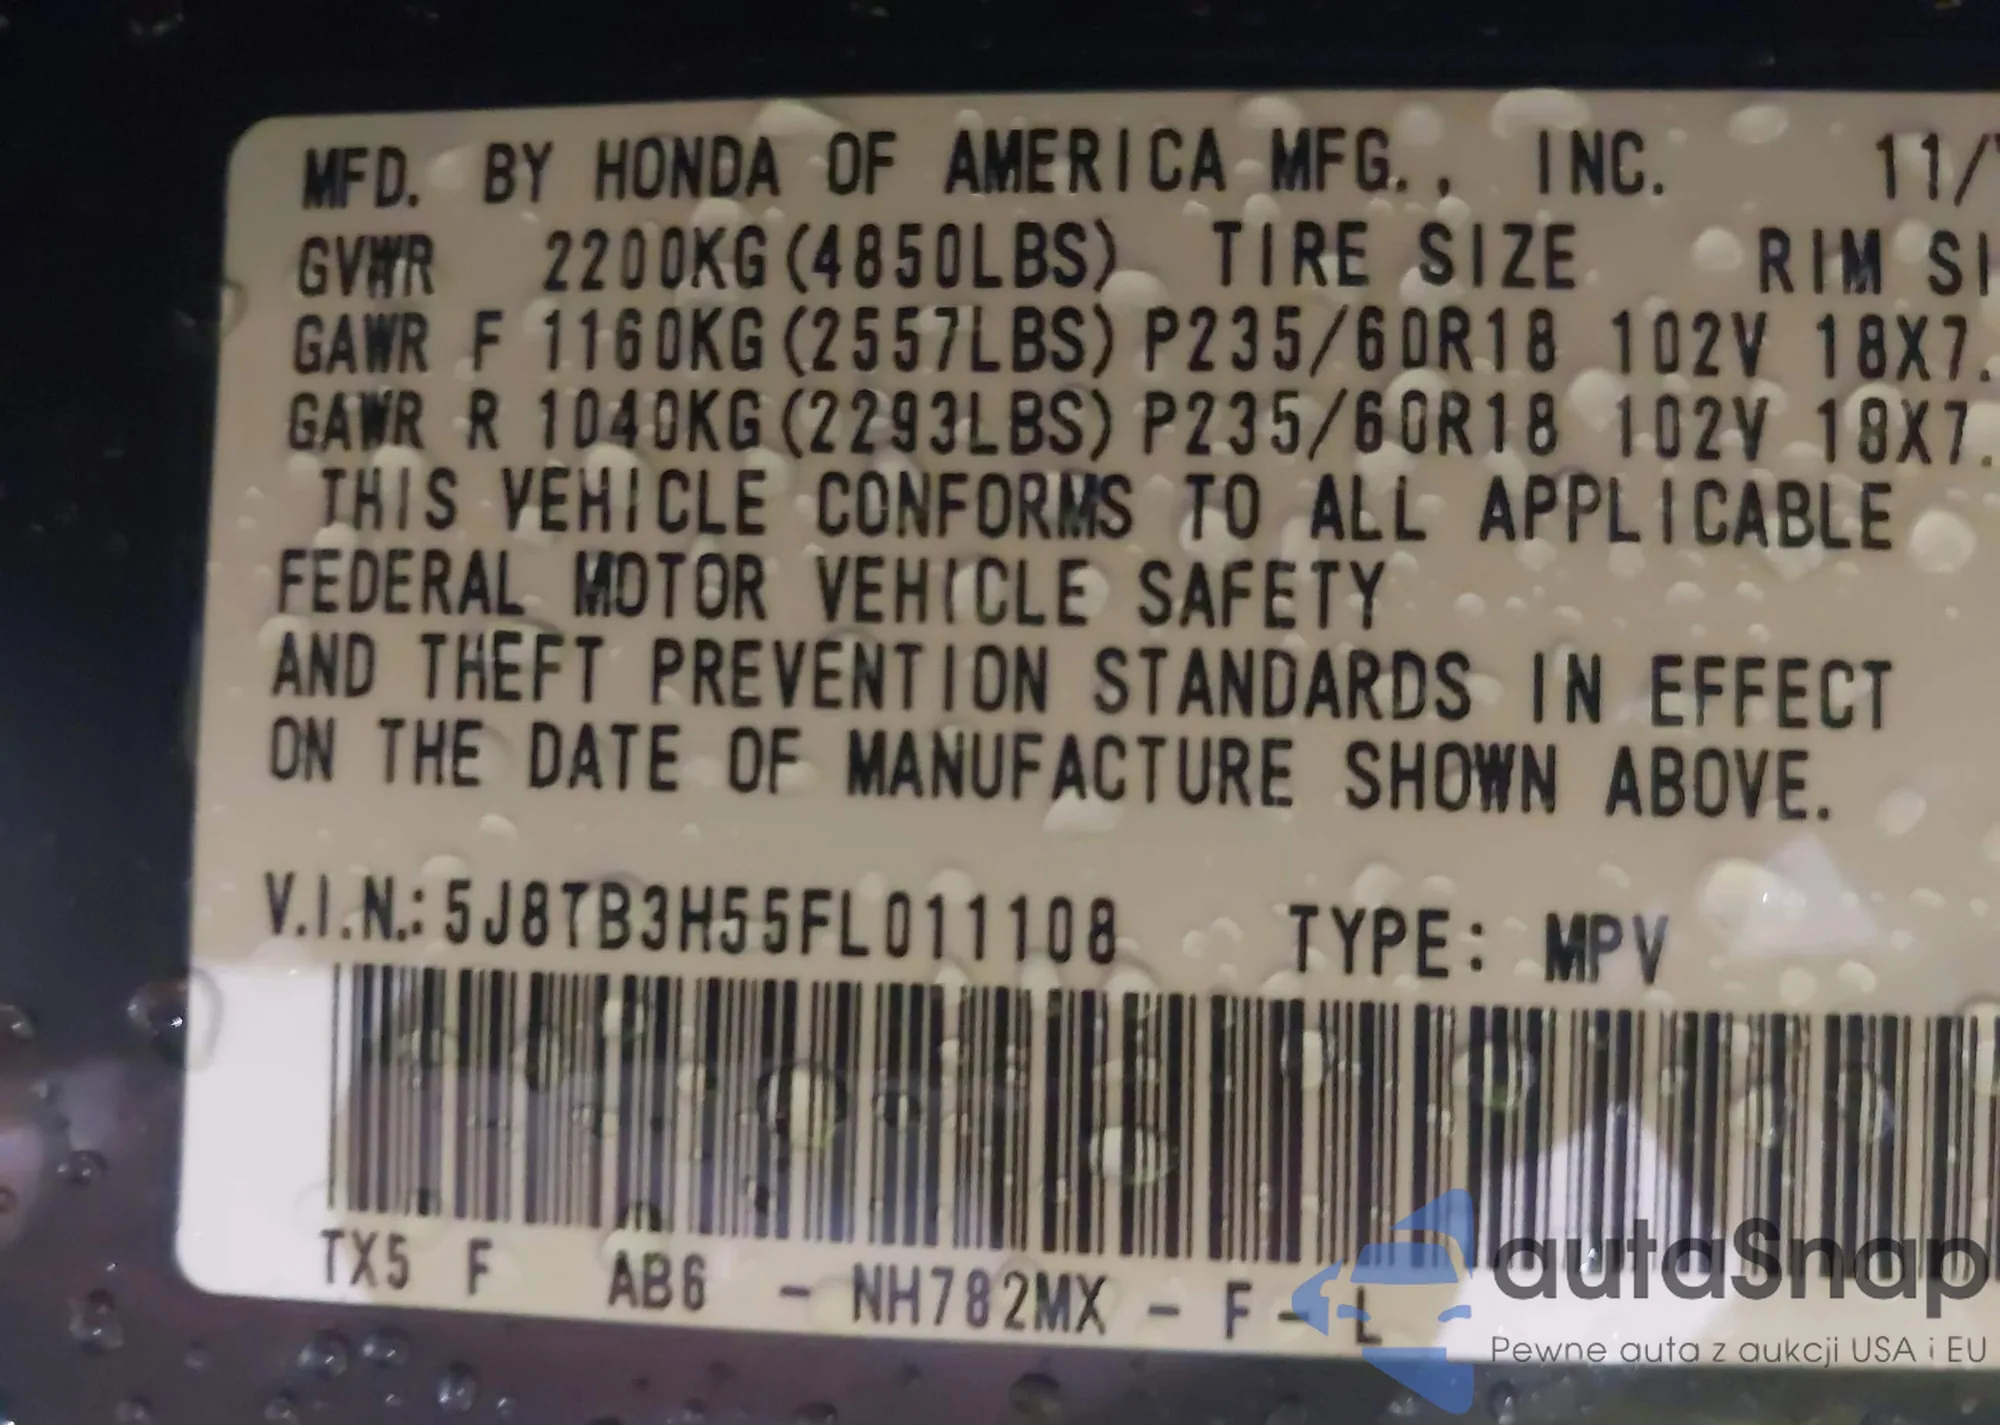 MFD. BY HONDA OF AMERICA MFG., INC. 11/
GVWR 2200KG(4850LBS) TIRE SIZE RIM SI
GAWR F 1160KG(2557LBS) P235/60R18 102V 18X7.
GAWR R 1040KG(2293LBS) P235/60R18 102V 18X7.
THIS VEHICLE CONFORMS TO ALL APPLICABLE
FEDERAL MOTOR VEHICLE SAFETY
AND THEFT PREVENTION STANDARDS IN EFFECT
ON THE DATE OF MANUFACTURE SHOWN ABOVE.
V.I.N.: 5J8TB3H55FL011108 TYPE: MPV
TX5 F AB6 - NH782MX - F - L
autaSnap
Pewne auta z aukcji USA i EU